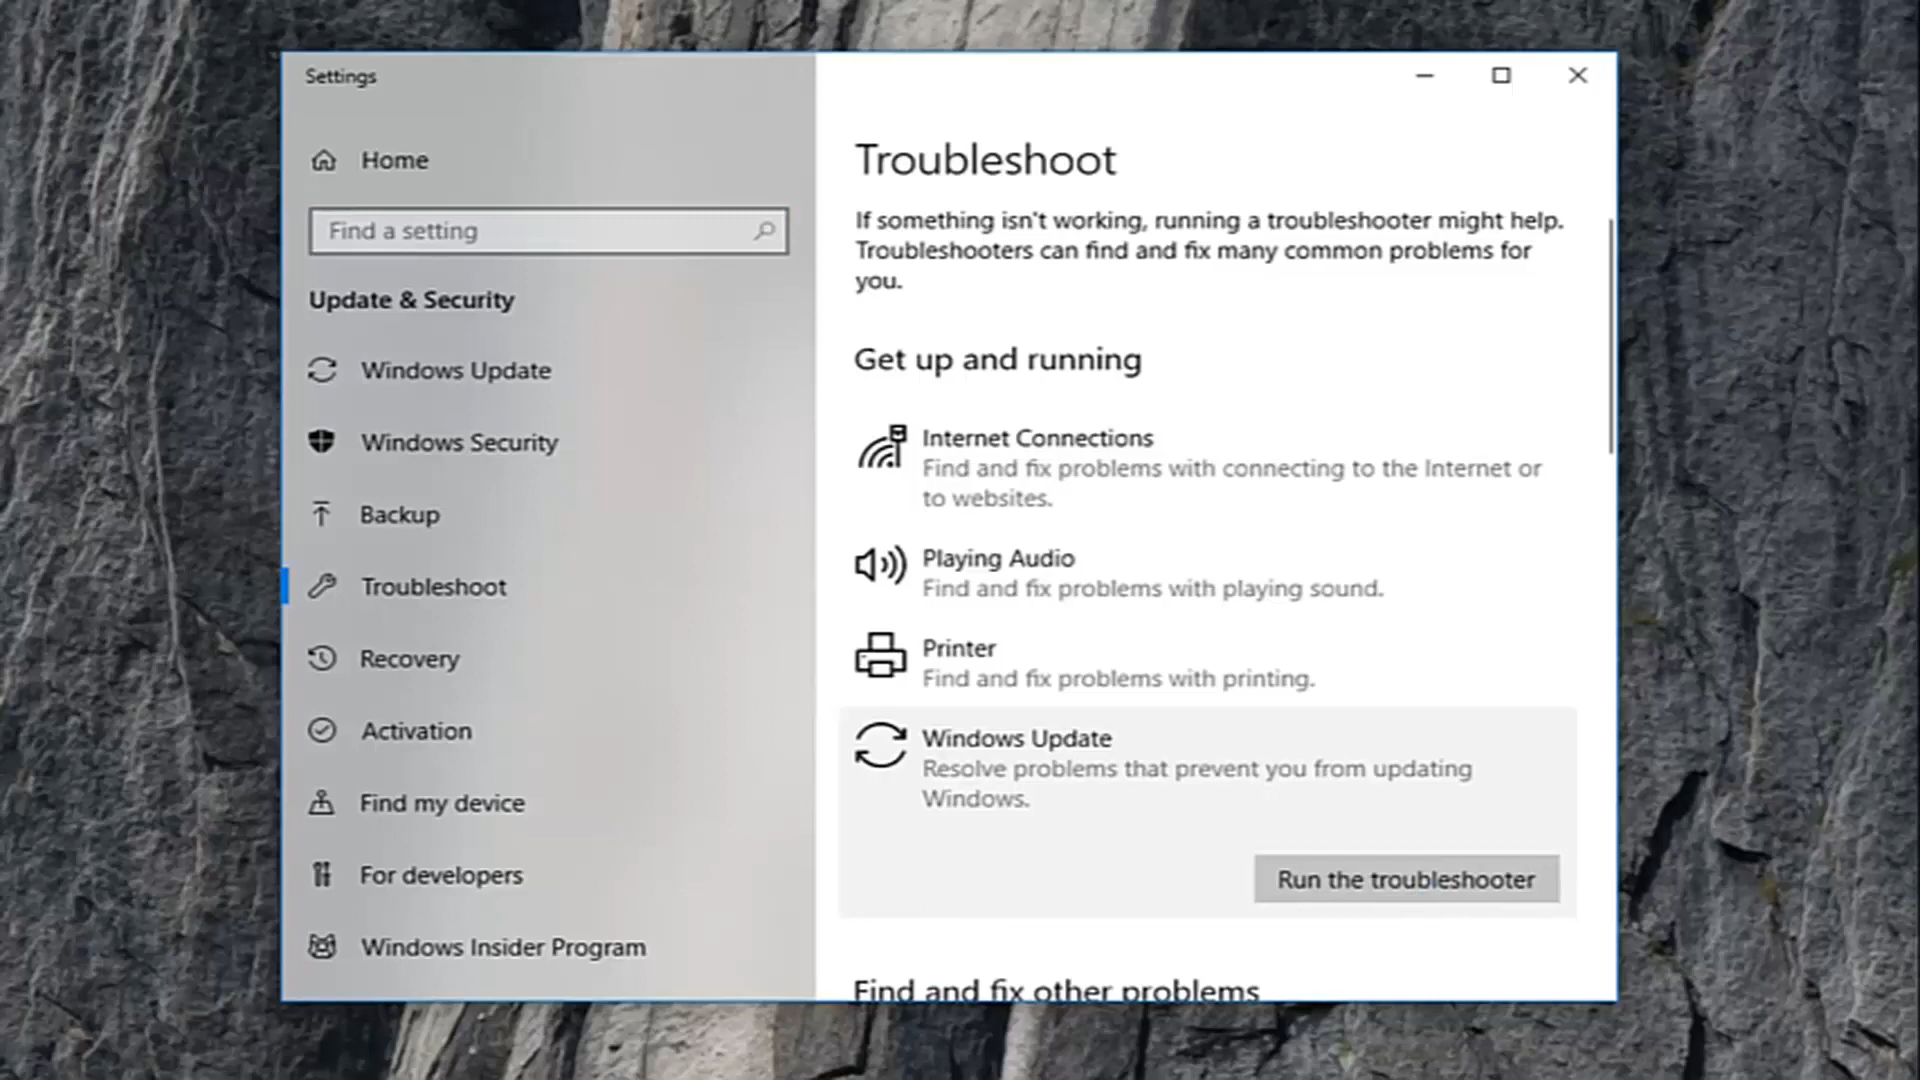 Settings
Home
Find a setting
Update & Security
Windows Update
Windows Security
Backup
Troubleshoot
Recovery
Activation
Find my device
For developers
Windows Insider Program
Troubleshoot
If something isn't working, running a troubleshooter might help.
Troubleshooters can find and fix many common problems for
you.
Get up and running
Internet Connections
Find and fix problems with connecting to the Internet or
to websites.
Playing Audio
Find and fix problems with playing sound.
Printer
Find and fix problems with printing.
Windows Update
Resolve problems that prevent you from updating
Windows.
Run the troubleshooter
Find and fix other problems